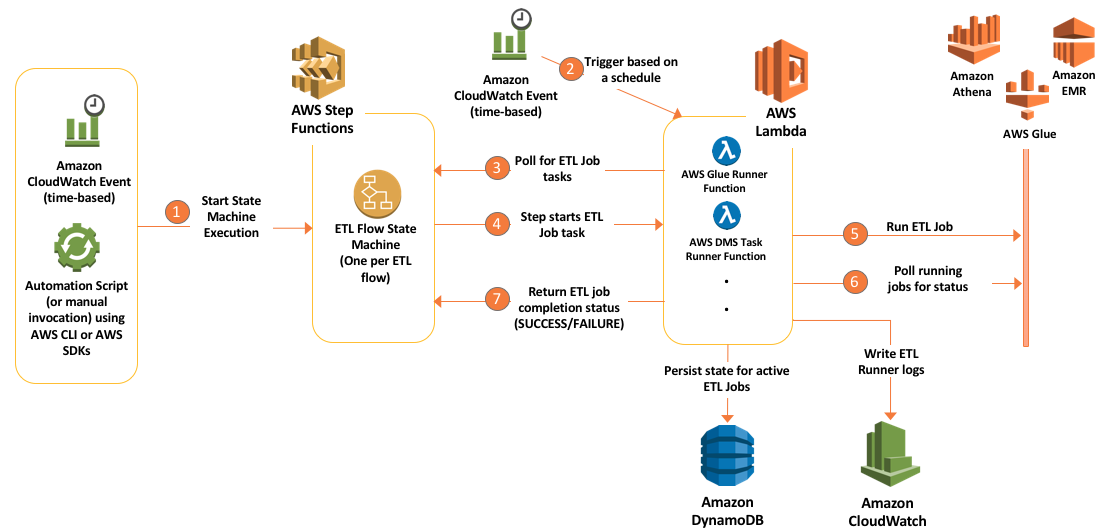 Amazon
CloudWatch Event
(time-based)
Automation Script
(or manual
invocation) using
AWS CLI or AWS
SDKs
1
Start State
Machine
Execution
AWS Step
Functions
ETL Flow State
Machine
(One per ETL
flow)
Amazon
CloudWatch Event
(time-based)
2
Trigger based on
a schedule
3
Poll for ETL Job
tasks
4
Step starts ETL
Job task
7
Return ETL job
completion status
(SUCCESS/FAILURE)
AWS
Lambda
λ
AWS Glue Runner
Function
λ
AWS DMS Task
Runner Function
5
Run ETL Job
6
Poll running
jobs for status
Amazon
Athena
Amazon
EMR
AWS Glue
Persist state for active
ETL Jobs
Write ETL
Runner logs
Amazon
DynamoDB
Amazon
CloudWatch